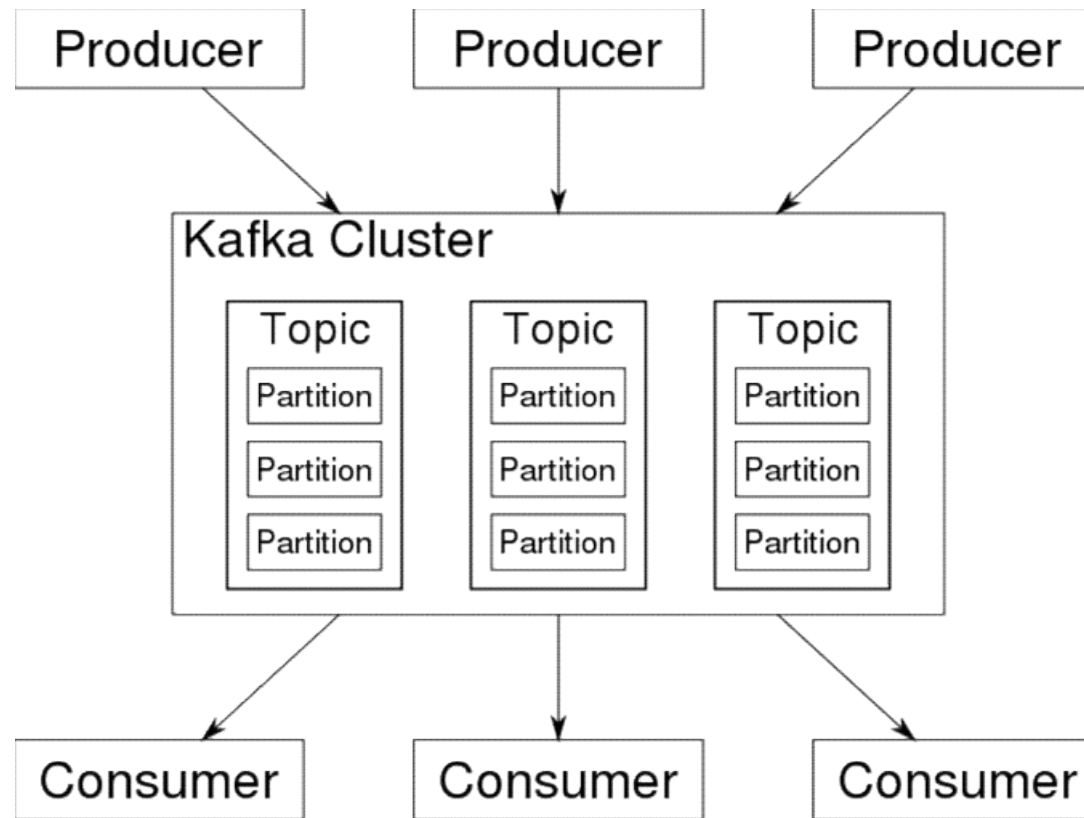 Producer Producer Producer
Kafka Cluster
Topic Topic Topic
Partition Partition Partition
Partition Partition Partition
Partition Partition Partition
Consumer Consumer Consumer